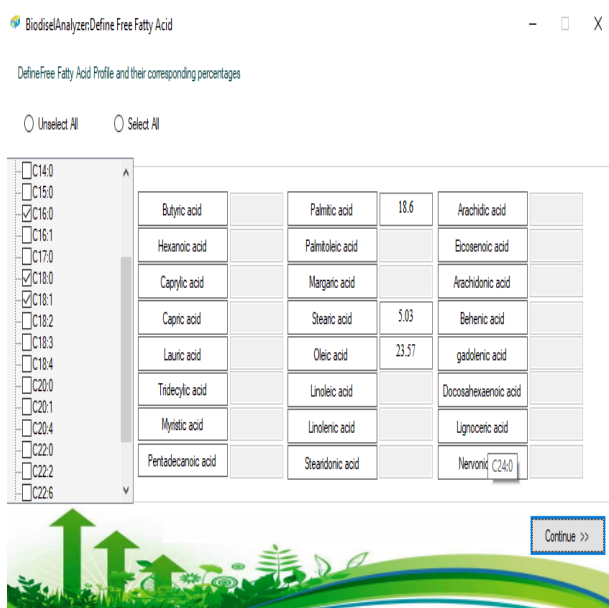 BiodiselAnalyzer:Define Free Fatty Acid
DefineFree Fatty Acid Profile and their corresponding percentages
Unselect All Select All
C14:0
C15:0
C16:0
C16:1
C17:0
C18:0
C18:1
C18:2
C18:3
C18:4
C20:0
C20:1
C20:4
C22:0
C22:2
C22:6
Butyric acid Palmitic acid 18.6 Arachidic acid
Hexanoic acid Palmitoleic acid Eicosenoic acid
Caprylic acid Margaric acid Arachidonic acid
Capric acid Stearic acid 5.03 Behenic acid
Lauric acid Oleic acid 23.57 gadolenic acid
Tridecylic acid Linoleic acid Docosahexaenoic acid
Myristic acid Linolenic acid Lignoceric acid
Pentadecanoic acid Stearidonic acid Nervonic C24:0
Continue >>